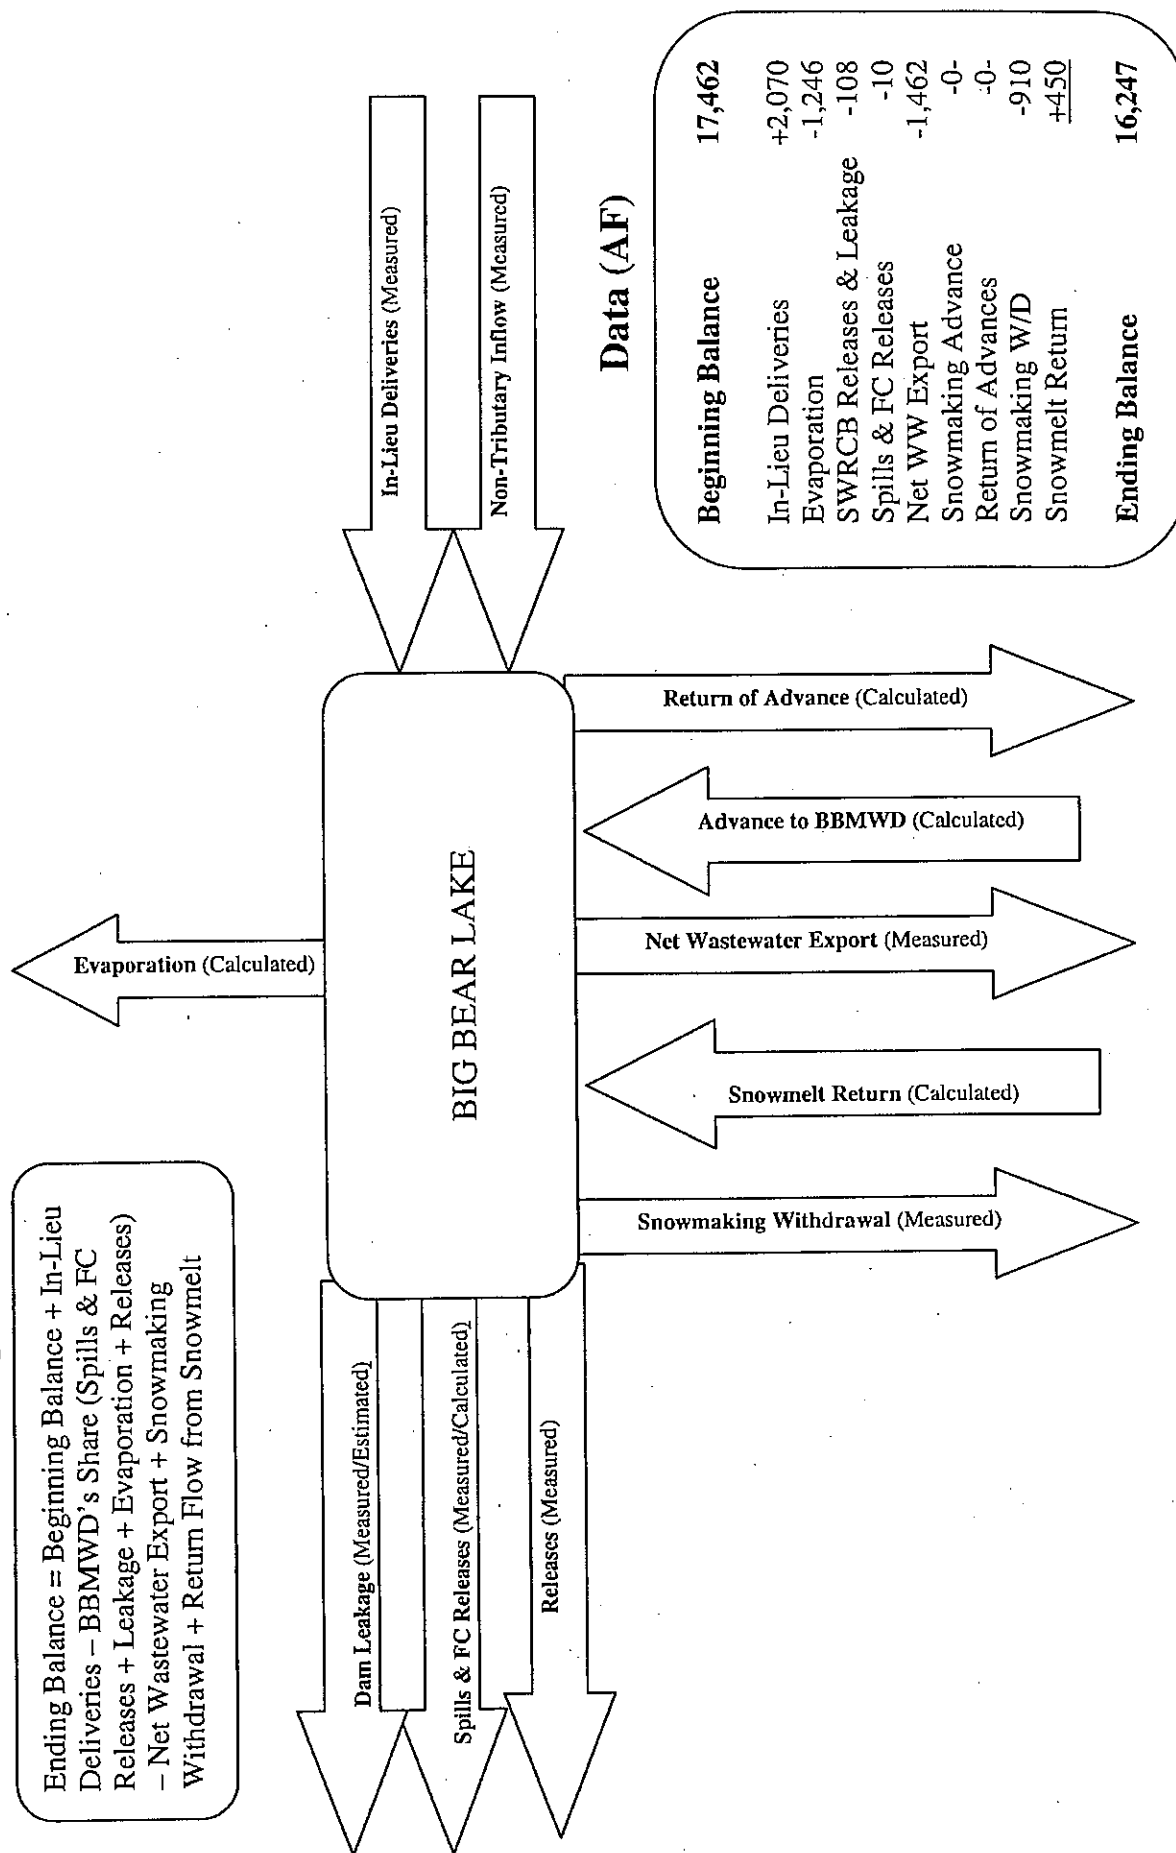 Ending Balance = Beginning Balance + In-Lieu
Deliveries – BBMWD's Share (Spills & FC
Releases + Leakage + Evaporation + Releases)
– Net Wastewater Export + Snowmaking
Withdrawal + Return Flow from Snowmelt
Evaporation (Calculated)
In-Lieu Deliveries (Measured)
Non-Tributary Inflow (Measured)
BIG BEAR LAKE
Dam Leakage (Measured/Estimated)
Spills & FC Releases (Measured/Calculated)
Releases (Measured)
Snowmaking Withdrawal (Measured)
Snowmelt Return (Calculated)
Net Wastewater Export (Measured)
Advance to BBMWD (Calculated)
Return of Advance (Calculated)
Data (AF)
Beginning Balance 17,462
In-Lieu Deliveries +2,070
Evaporation -1,246
SWRCB Releases & Leakage -108
Spills & FC Releases -10
Net WW Export -1,462
Snowmaking Advance -0-
Return of Advances -0-
Snowmaking W/D -910
Snowmelt Return +450
Ending Balance 16,247